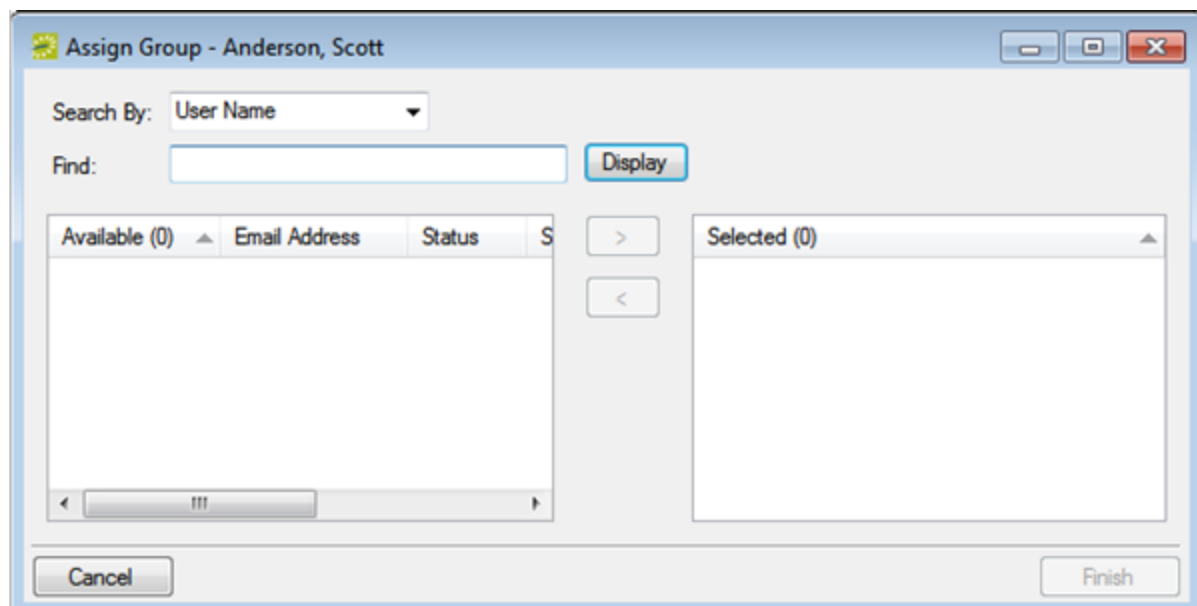 Assign Group - Anderson, Scott
Search By: User Name
Find: Display
Available (0) Email Address Status S > Selected (0)
<
Cancel Finish